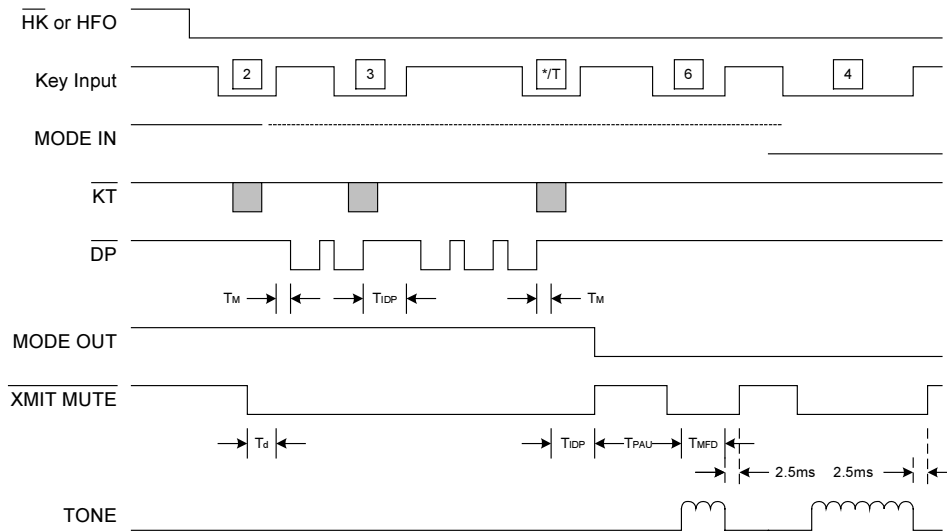 HK or HFO
Key Input 2 3 */T 6 4
MODE IN
KT
DP
TM TIDP TM
MODE OUT
XMIT MUTE
Td TIDP TPAU TMFD
2.5ms 2.5ms
TONE